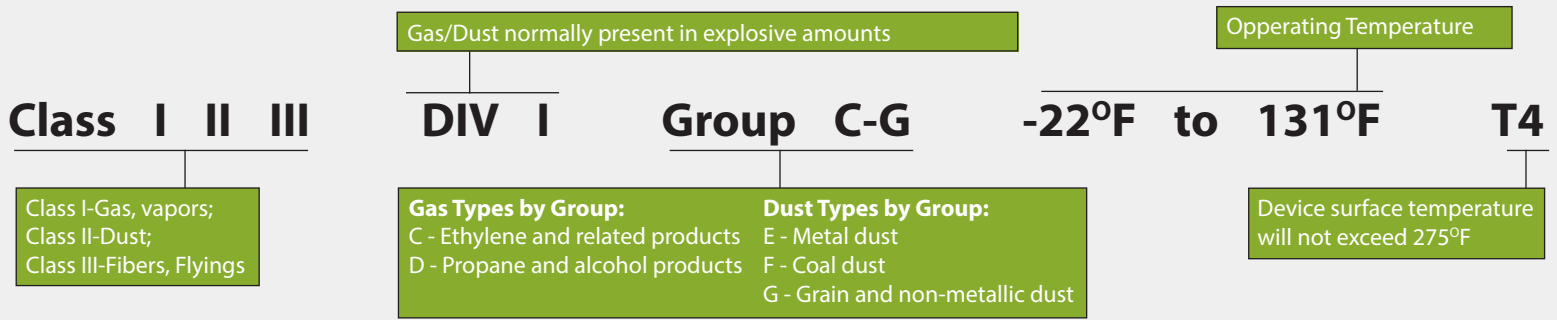 Gas/Dust normally present in explosive amounts
Opperating Temperature
Class I II III DIV I Group C-G -22⁰F to 131⁰F T4
Class I-Gas, vapors;
Class II-Dust;
Class III-Fibers, Flyings
Gas Types by Group:
C - Ethylene and related products
D - Propane and alcohol products
Dust Types by Group:
E - Metal dust
F - Coal dust
G - Grain and non-metallic dust
Device surface temperature
will not exceed 275⁰F